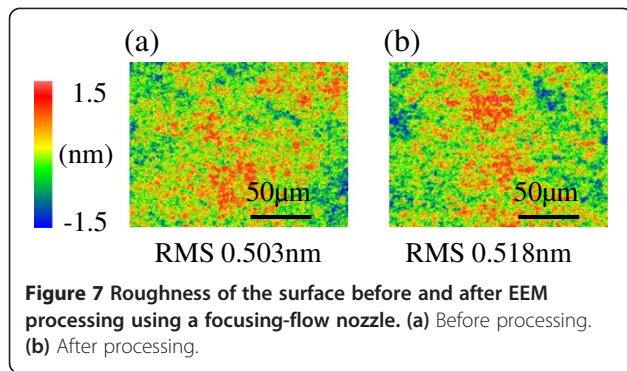 (a)
(b)
1.5
(nm)
-1.5
50μm
50μm
RMS 0.503nm
RMS 0.518nm
Figure 7 Roughness of the surface before and after EEM
processing using a focusing-flow nozzle. (a) Before processing.
(b) After processing.